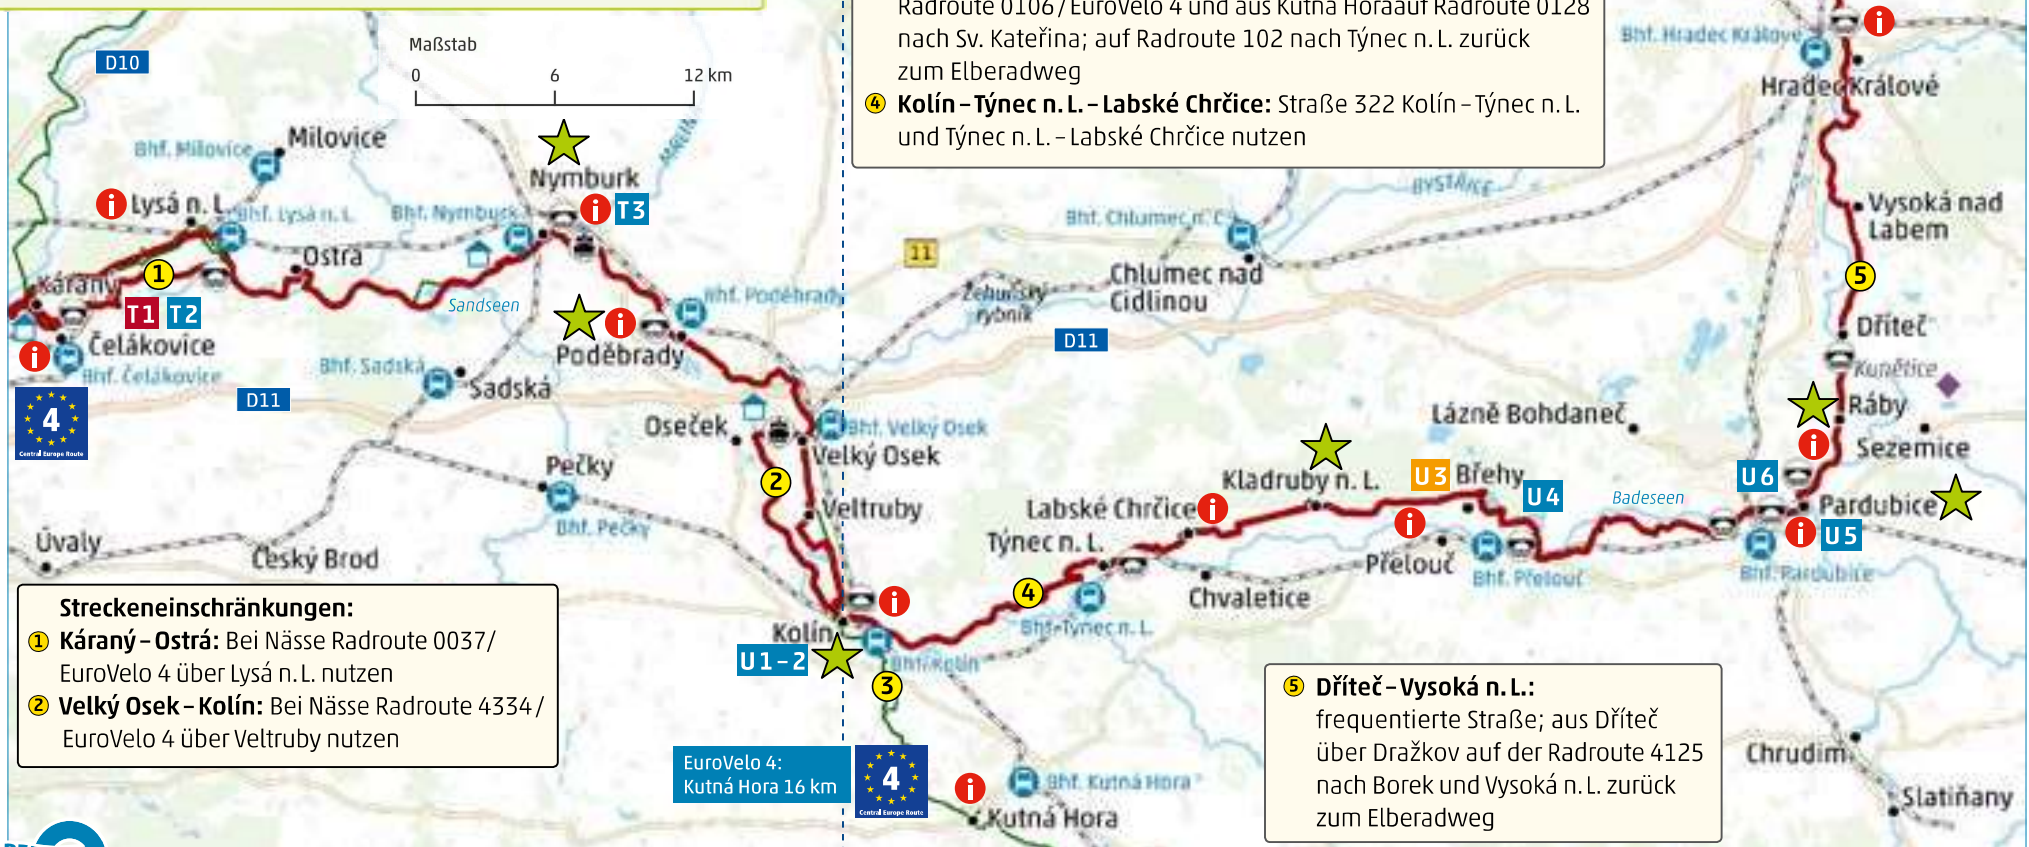 Radroute 0106/EuroVelo 4 und aus Kutná Horaauf Radroute 0128
nach Sv. Kateřina; auf Radroute 102 nach Týnec n. L. zurück
zum Elberadweg
4 Kolín – Týnec n. L. – Labské Chrčice: Straße 322 Kolín – Týnec n. L.
und Týnec n. L. – Labské Chrčice nutzen
Maßstab
0 6 12 km
D10
Bhf. Milovice
Milovice
Nymburk
i Lysá n. L.
Bhf. Lysá n. L.
Bhf. Nymburk
i T3
Ostrá
Káraný
1
T1 T2
Sandseen
Bhf. Poděbrady
i
Poděbrady
Čelákovice
i
Bhf. Čelákovice
Bhf. Sadská
Sadská
D11
4
Central Europe Route
Oseček
Bhf. Velký Osek
Velký Osek
2
Pečky
Bhf. Pečky
Veltruby
Úvaly
Český Brod
i
Kolín
U1–2
Bhf. Kolín
3
Streckeneinschränkungen:
1 Káraný – Ostrá: Bei Nässe Radroute 0037/
EuroVelo 4 über Lysá n. L. nutzen
2 Velký Osek – Kolín: Bei Nässe Radroute 4334/
EuroVelo 4 über Veltruby nutzen
EuroVelo 4:
Kutná Hora 16 km
4
Central Europe Route
i
Bhf. Kutná Hora
Kutná Hora
Bhf. Hradec Králové
i
Hradec Králové
BYSTŘICE
Bhf. Chlumec n. C.
11
Chlumec nad
Cidlinou
Žehuňský
rybník
D11
Vysoká nad
Labem
5
Dříteč
Kunětice
Ráby
i
Sezemice
Lázně Bohdaneč
Kladruby n. L.
U3 Břehy
U4
Badeseen
U6
Pardubice
i U5
Bhf. Pardubice
Labské Chrčice i
i
Týnec n. L.
Přelouč
Bhf. Přelouč
4
Bhf. Týnec n. L.
Chvaletice
5 Dříteč – Vysoká n. L.:
frequentierte Straße; aus Dříteč
über Dražkov auf der Radroute 4125
nach Borek und Vysoká n. L. zurück
zum Elberadweg
Chrudim
Slatiňany